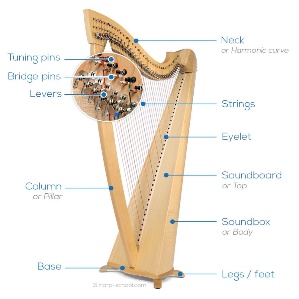 Neck
or Harmonic curve
Tuning pins
Bridge pins
Levers
Strings
Eyelet
Soundboard
or Top
Column
or Pillar
Soundbox
or Body
Base
Legs / feet
harp-school.com